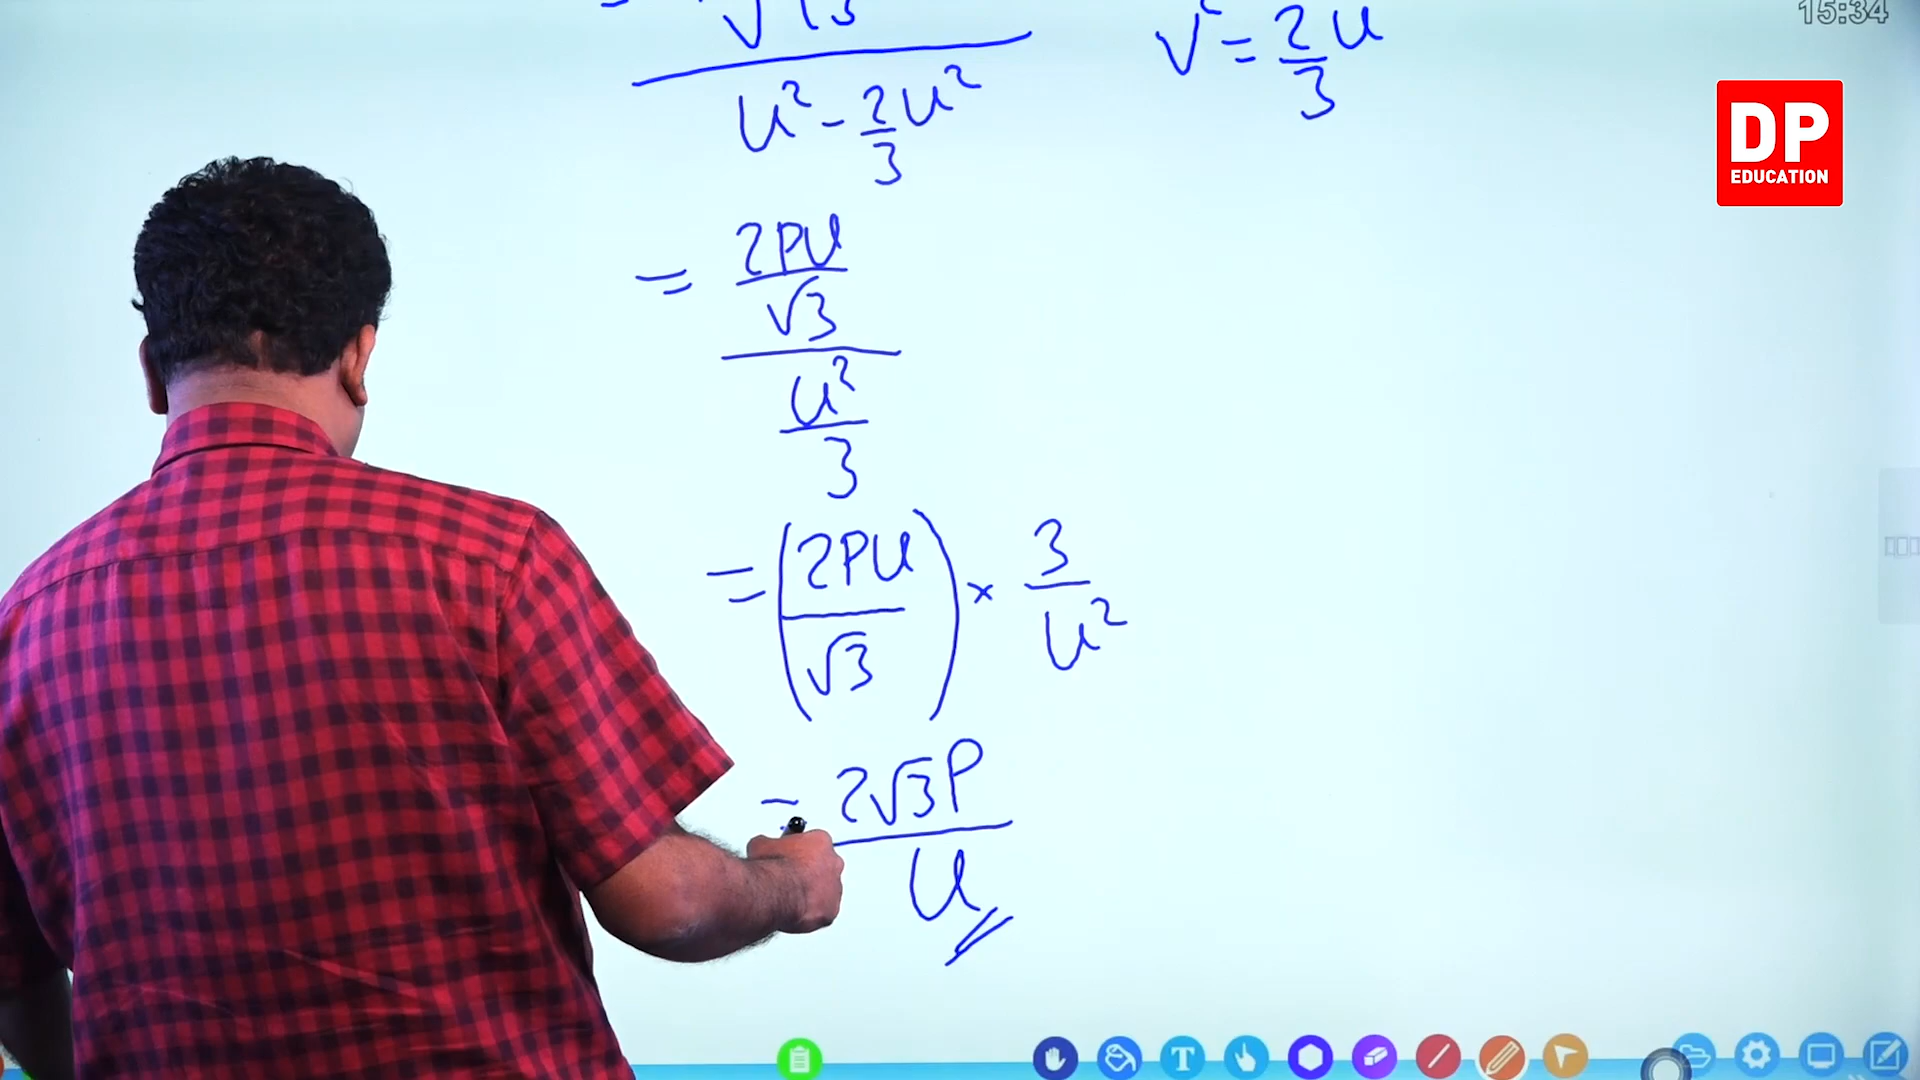 15:34
V² = 2u/3
u² - 2/3 u²
DP
EDUCATION
= (2PU/√3)/(u²/3)
= (2PU/√3) × 3/u²
= 2√3P/u
T